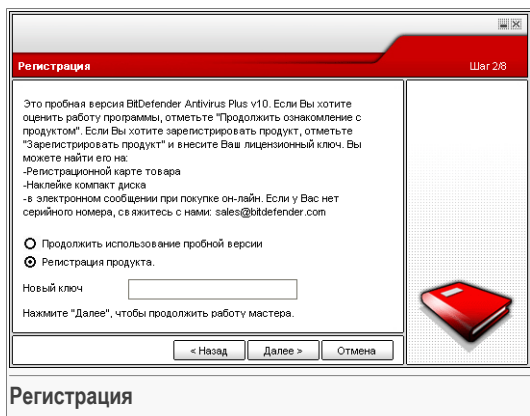 Регистрация
Шаг 2/8
Это пробная версия BitDefender Antivirus Plus v10. Если Вы хотите
оценить работу программы, отметьте "Продолжить ознакомление с
продуктом". Если Вы хотите зарегистрировать продукт, отметьте
"Зарегистрировать продукт" и внесите Ваш лицензионный ключ. Вы
можете найти его на:
-Регистрационной карте товара
-Наклейке компакт диска
-в электронном сообщении при покупке он-лайн. Если у Вас нет
серийного номера, свяжитесь с нами: sales@bitdefender.com
Продолжить использование пробной версии
Регистрация продукта.
Новый ключ
Нажмите "Далее", чтобы продолжить работу мастера.
< Назад
Далее >
Отмена
Регистрация